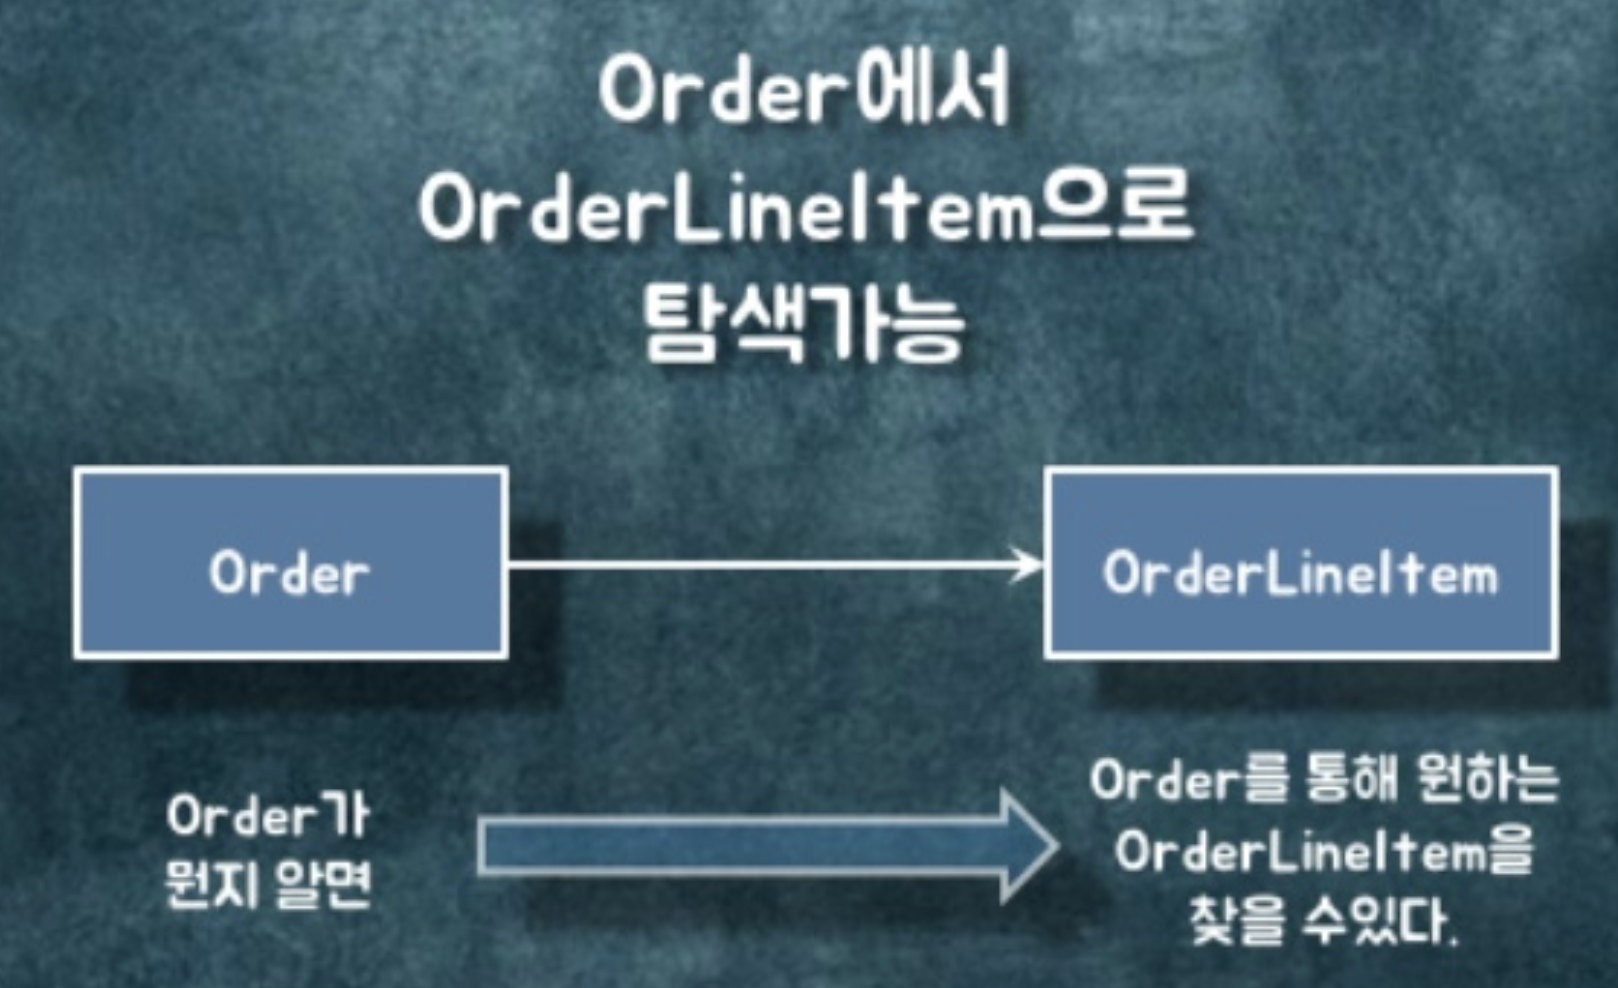 Order에서
OrderLineItem으로
탐색가능
Order
OrderLineItem
Order가
뭔지 알면
Order를 통해 원하는
OrderLineItem을
찾을 수있다.